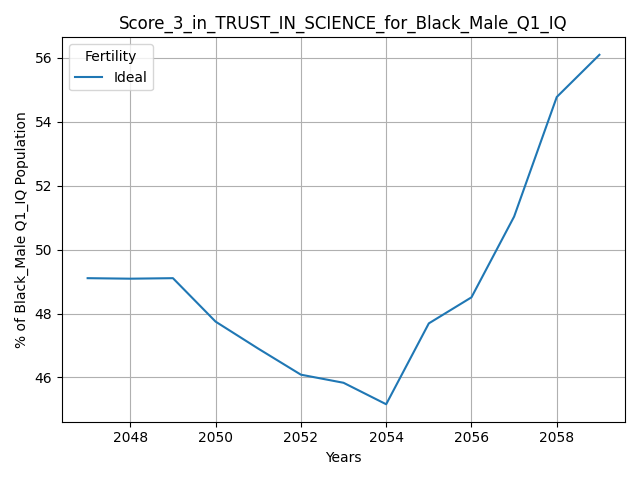 Score_3_in_TRUST_IN_SCIENCE_for_Black_Male_Q1_IQ
Fertility
Ideal
% of Black_Male Q1_IQ Population
56
54
52
50
48
46
2048 2050 2052 2054 2056 2058
Years